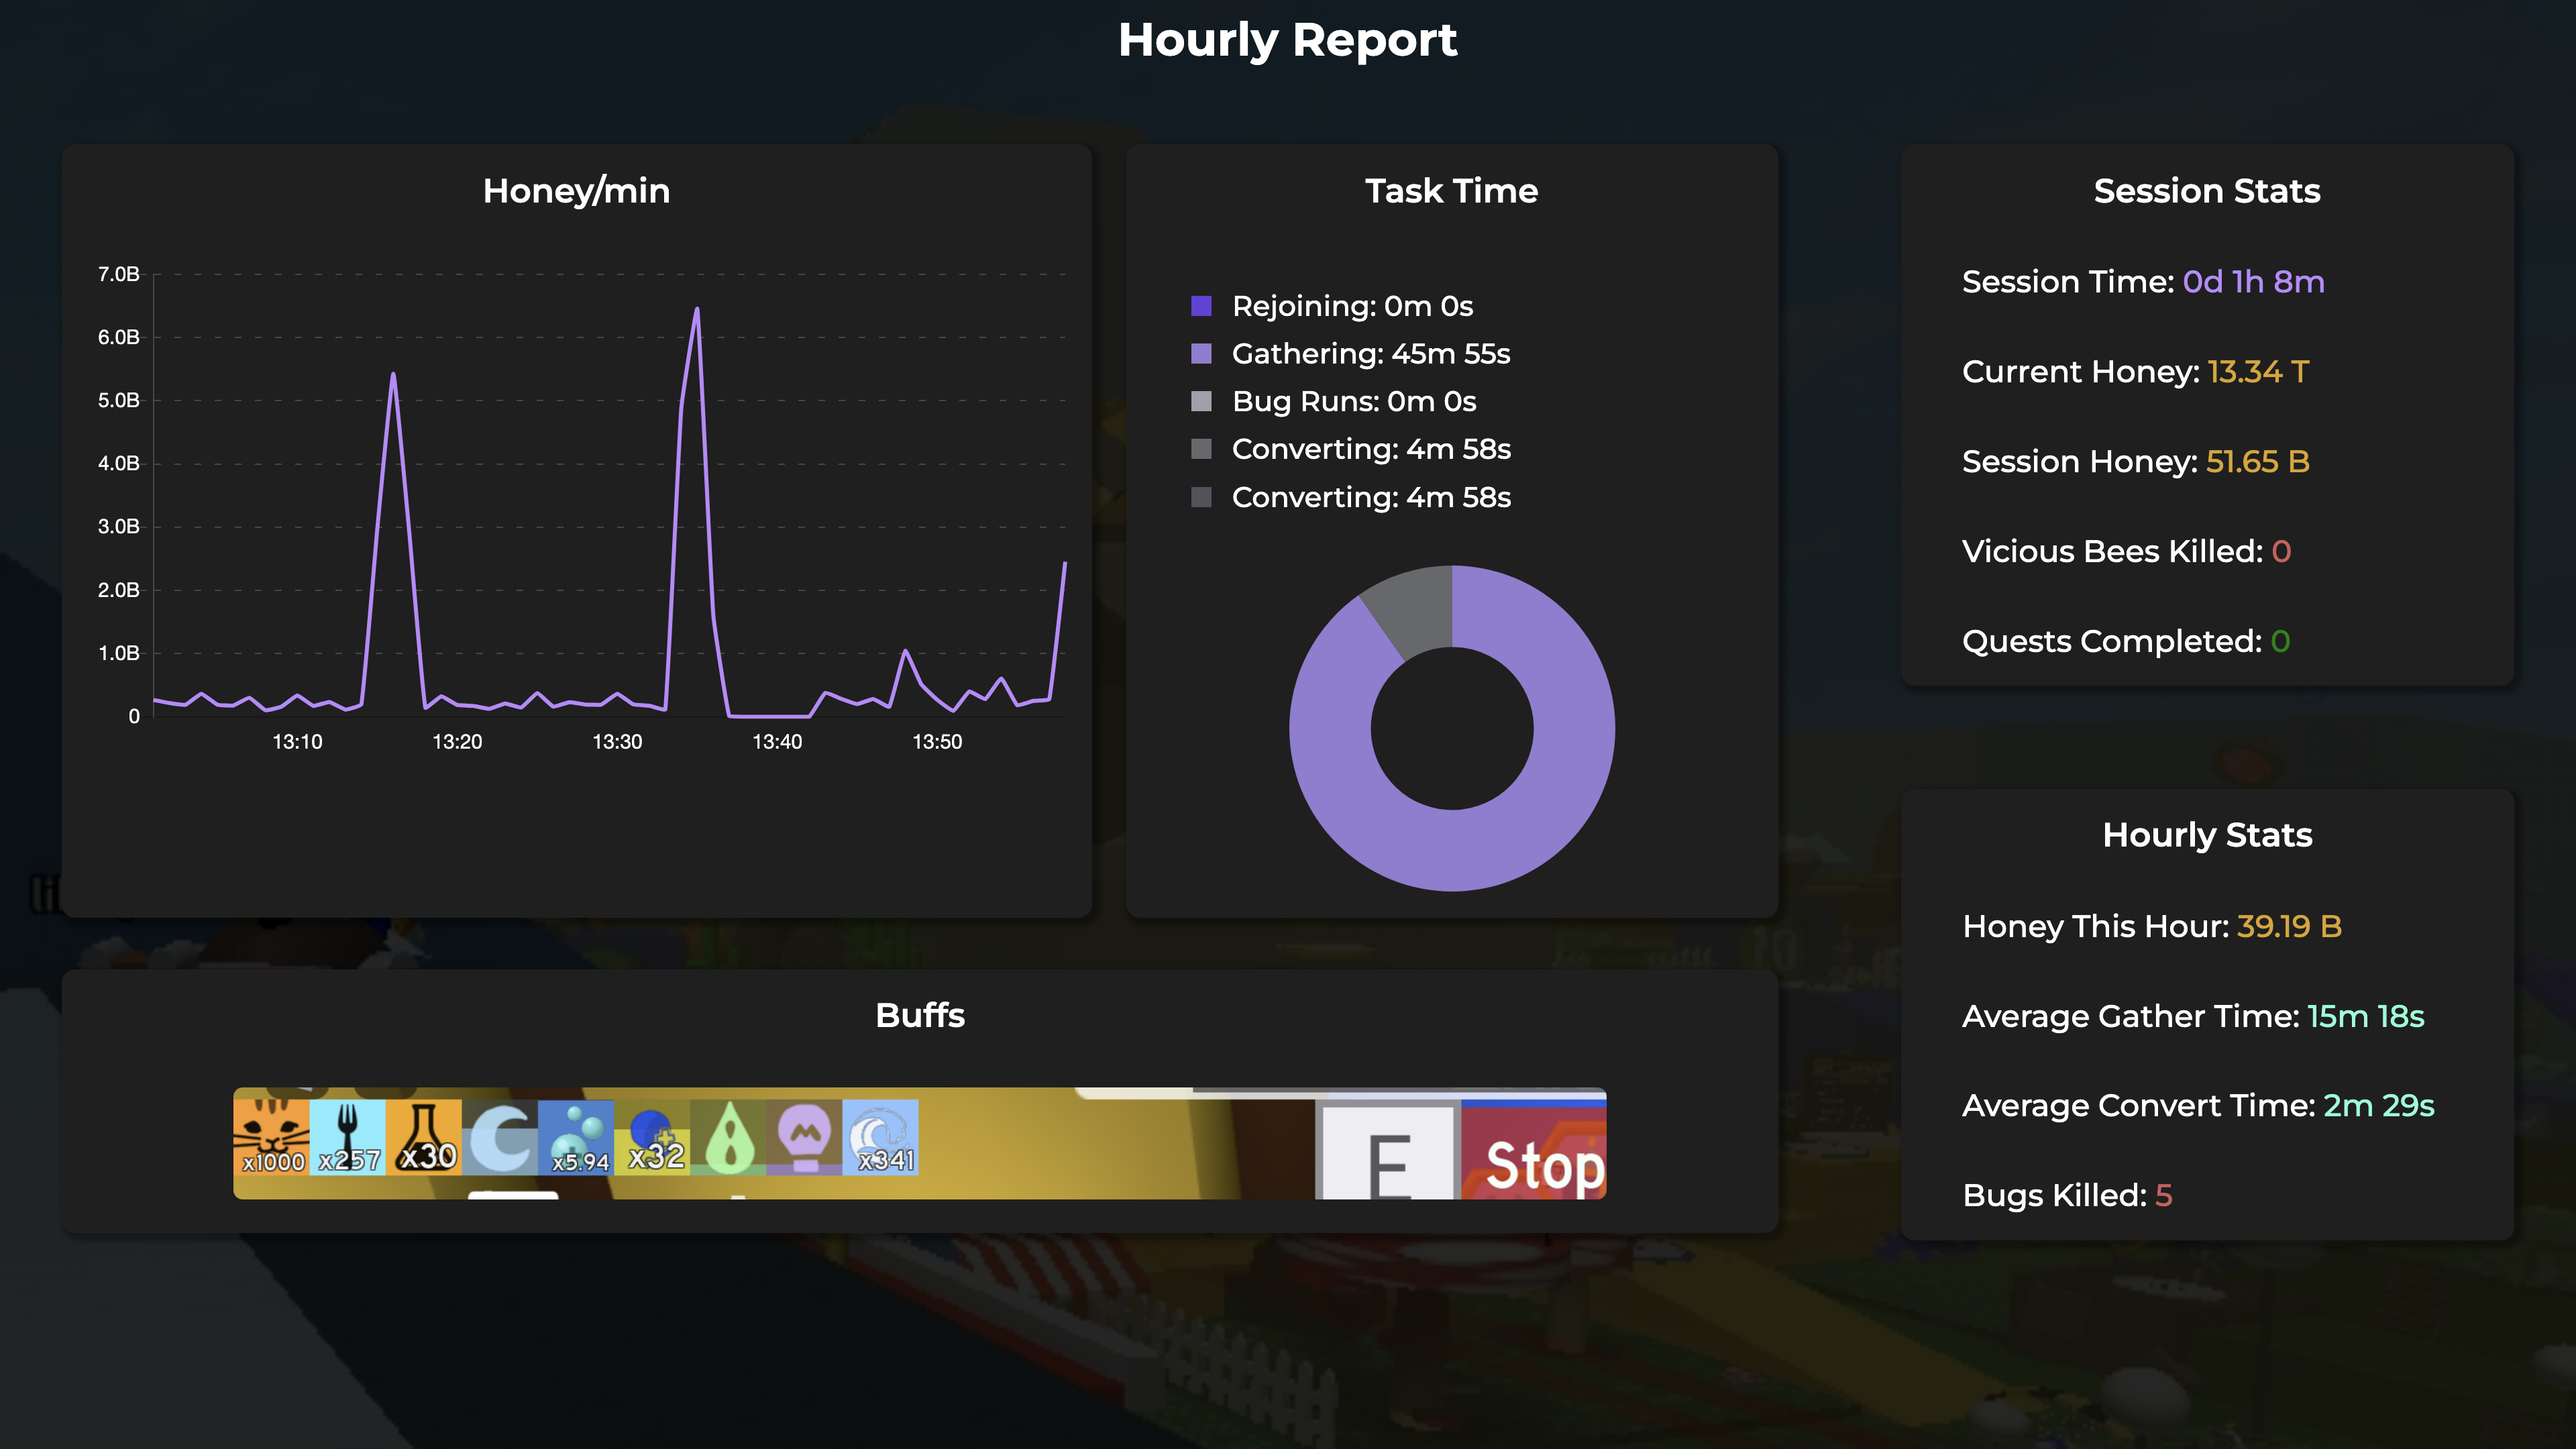 Hourly Report
Honey/min
7.0B
6.0B
5.0B
4.0B
3.0B
2.0B
1.0B
0
13:10 13:20 13:30 13:40 13:50
Task Time
Rejoining: 0m 0s
Gathering: 45m 55s
Bug Runs: 0m 0s
Converting: 4m 58s
Converting: 4m 58s
Session Stats
Session Time: 0d 1h 8m
Current Honey: 13.34 T
Session Honey: 51.65 B
Vicious Bees Killed: 0
Quests Completed: 0
Buffs
x1000 x257 x30 x5.94 x32 x341
E Stop
Hourly Stats
Honey This Hour: 39.19 B
Average Gather Time: 15m 18s
Average Convert Time: 2m 29s
Bugs Killed: 5